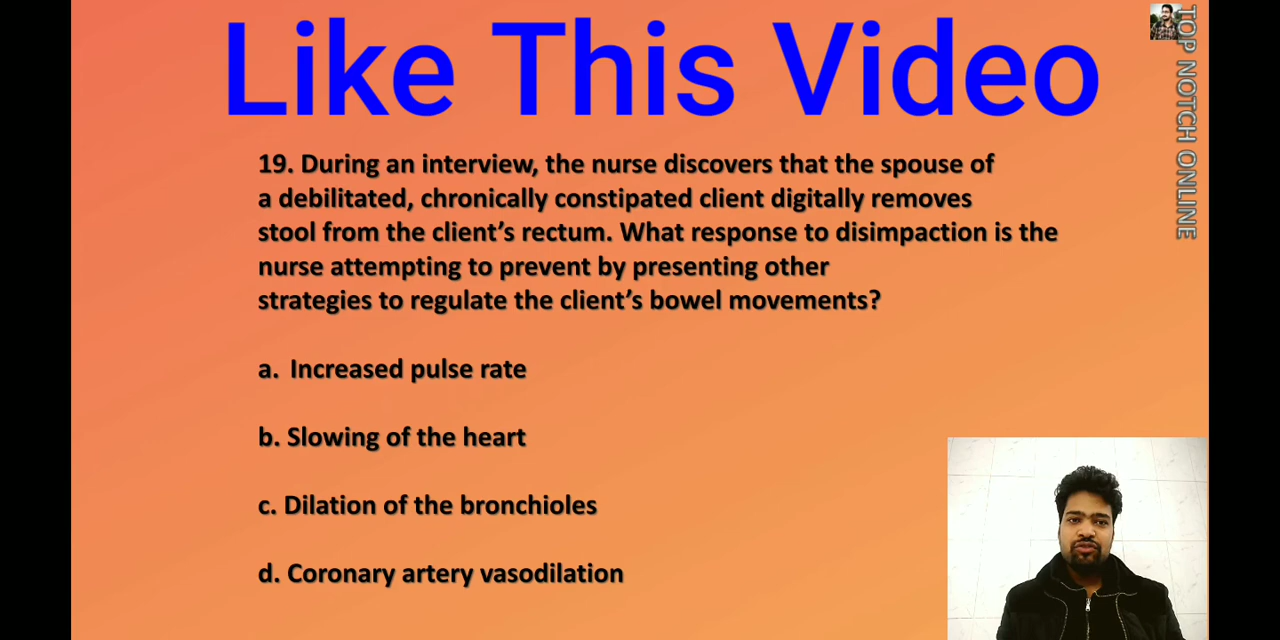 Like This Video
TOP NOTCH ONLINE
19. During an interview, the nurse discovers that the spouse of
a debilitated, chronically constipated client digitally removes
stool from the client’s rectum. What response to disimpaction is the
nurse attempting to prevent by presenting other
strategies to regulate the client’s bowel movements?
a. Increased pulse rate
b. Slowing of the heart
c. Dilation of the bronchioles
d. Coronary artery vasodilation